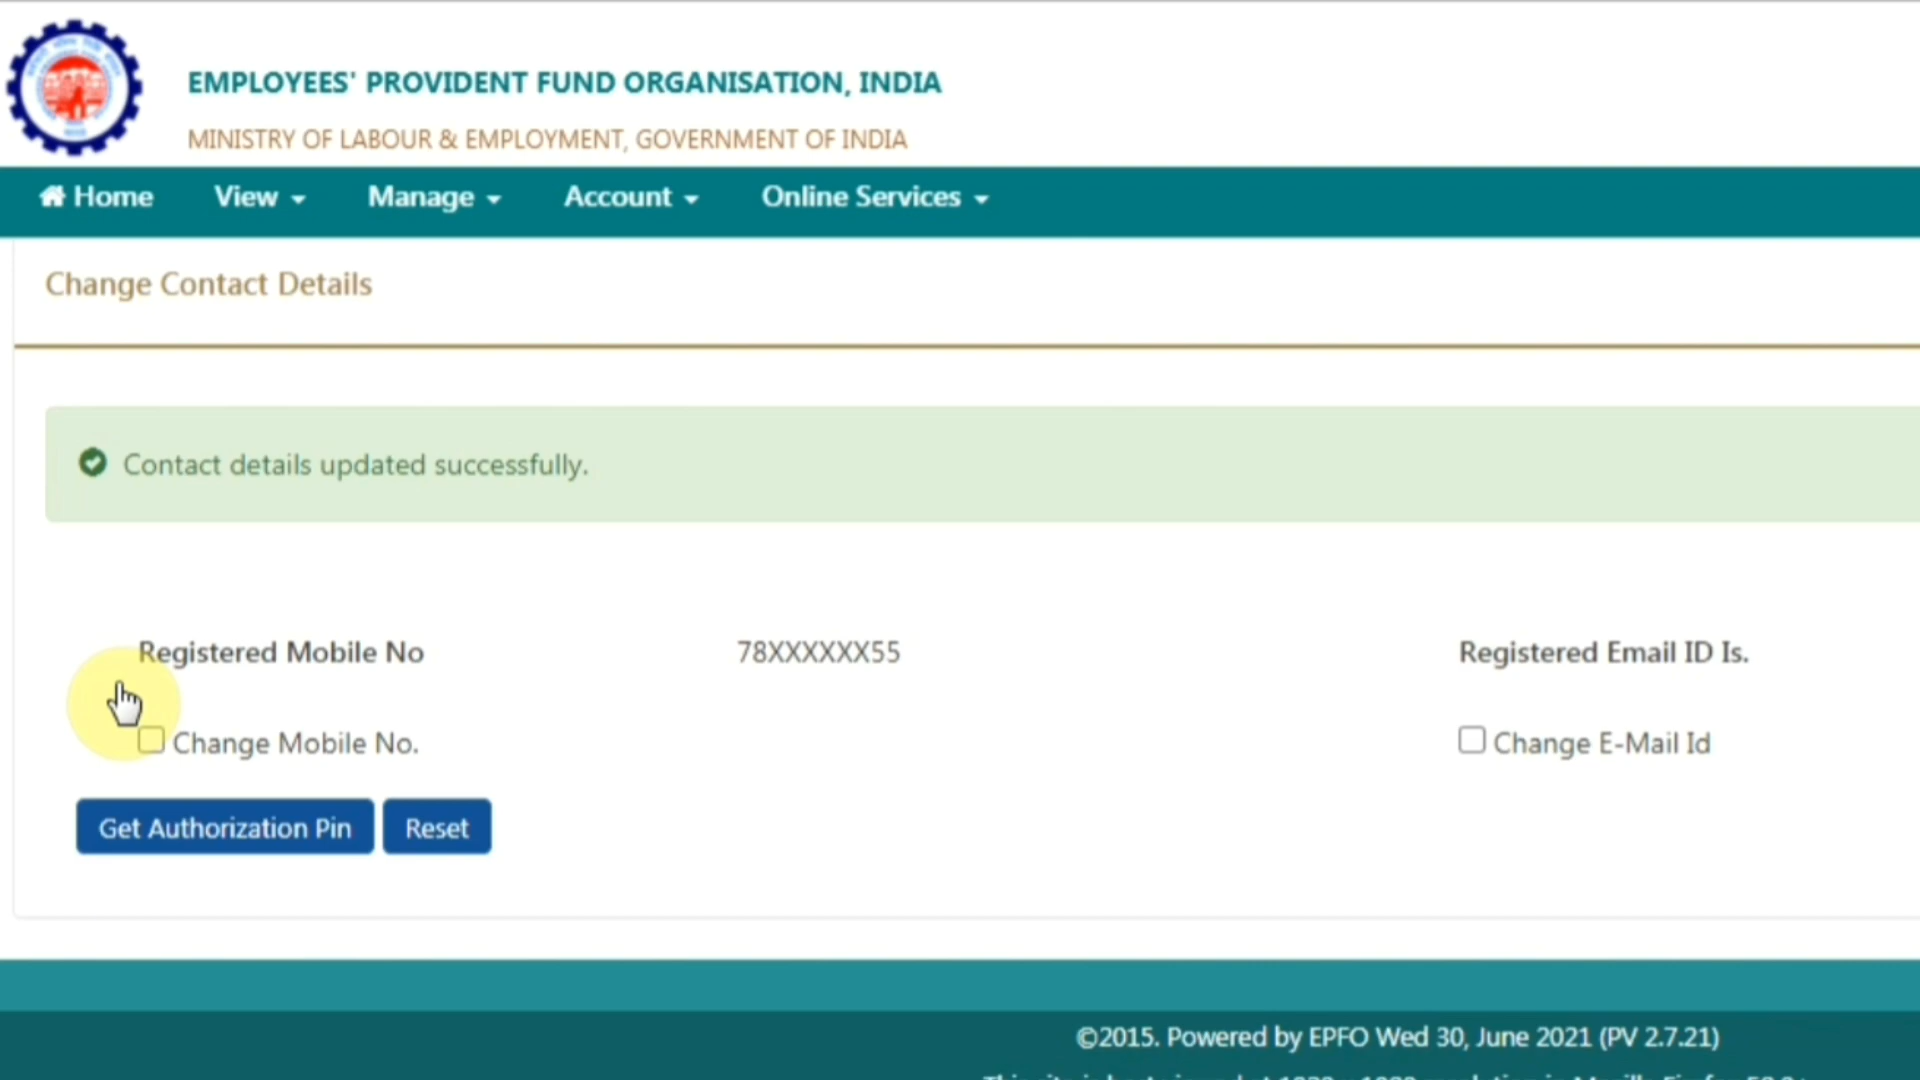 EMPLOYEES' PROVIDENT FUND ORGANISATION, INDIA
MINISTRY OF LABOUR & EMPLOYMENT, GOVERNMENT OF INDIA
Home View Manage Account Online Services
Change Contact Details
Contact details updated successfully.
Registered Mobile No 78XXXXXX55 Registered Email ID Is.
Change Mobile No. Change E-Mail Id
Get Authorization Pin Reset
©2015. Powered by EPFO Wed 30, June 2021 (PV 2.7.21)